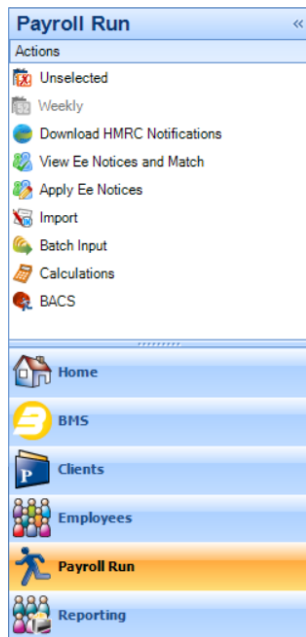 Payroll Run «
Actions
Unselected
Weekly
Download HMRC Notifications
View Ee Notices and Match
Apply Ee Notices
Import
Batch Input
Calculations
BACS
Home
BMS
Clients
Employees
Payroll Run
Reporting